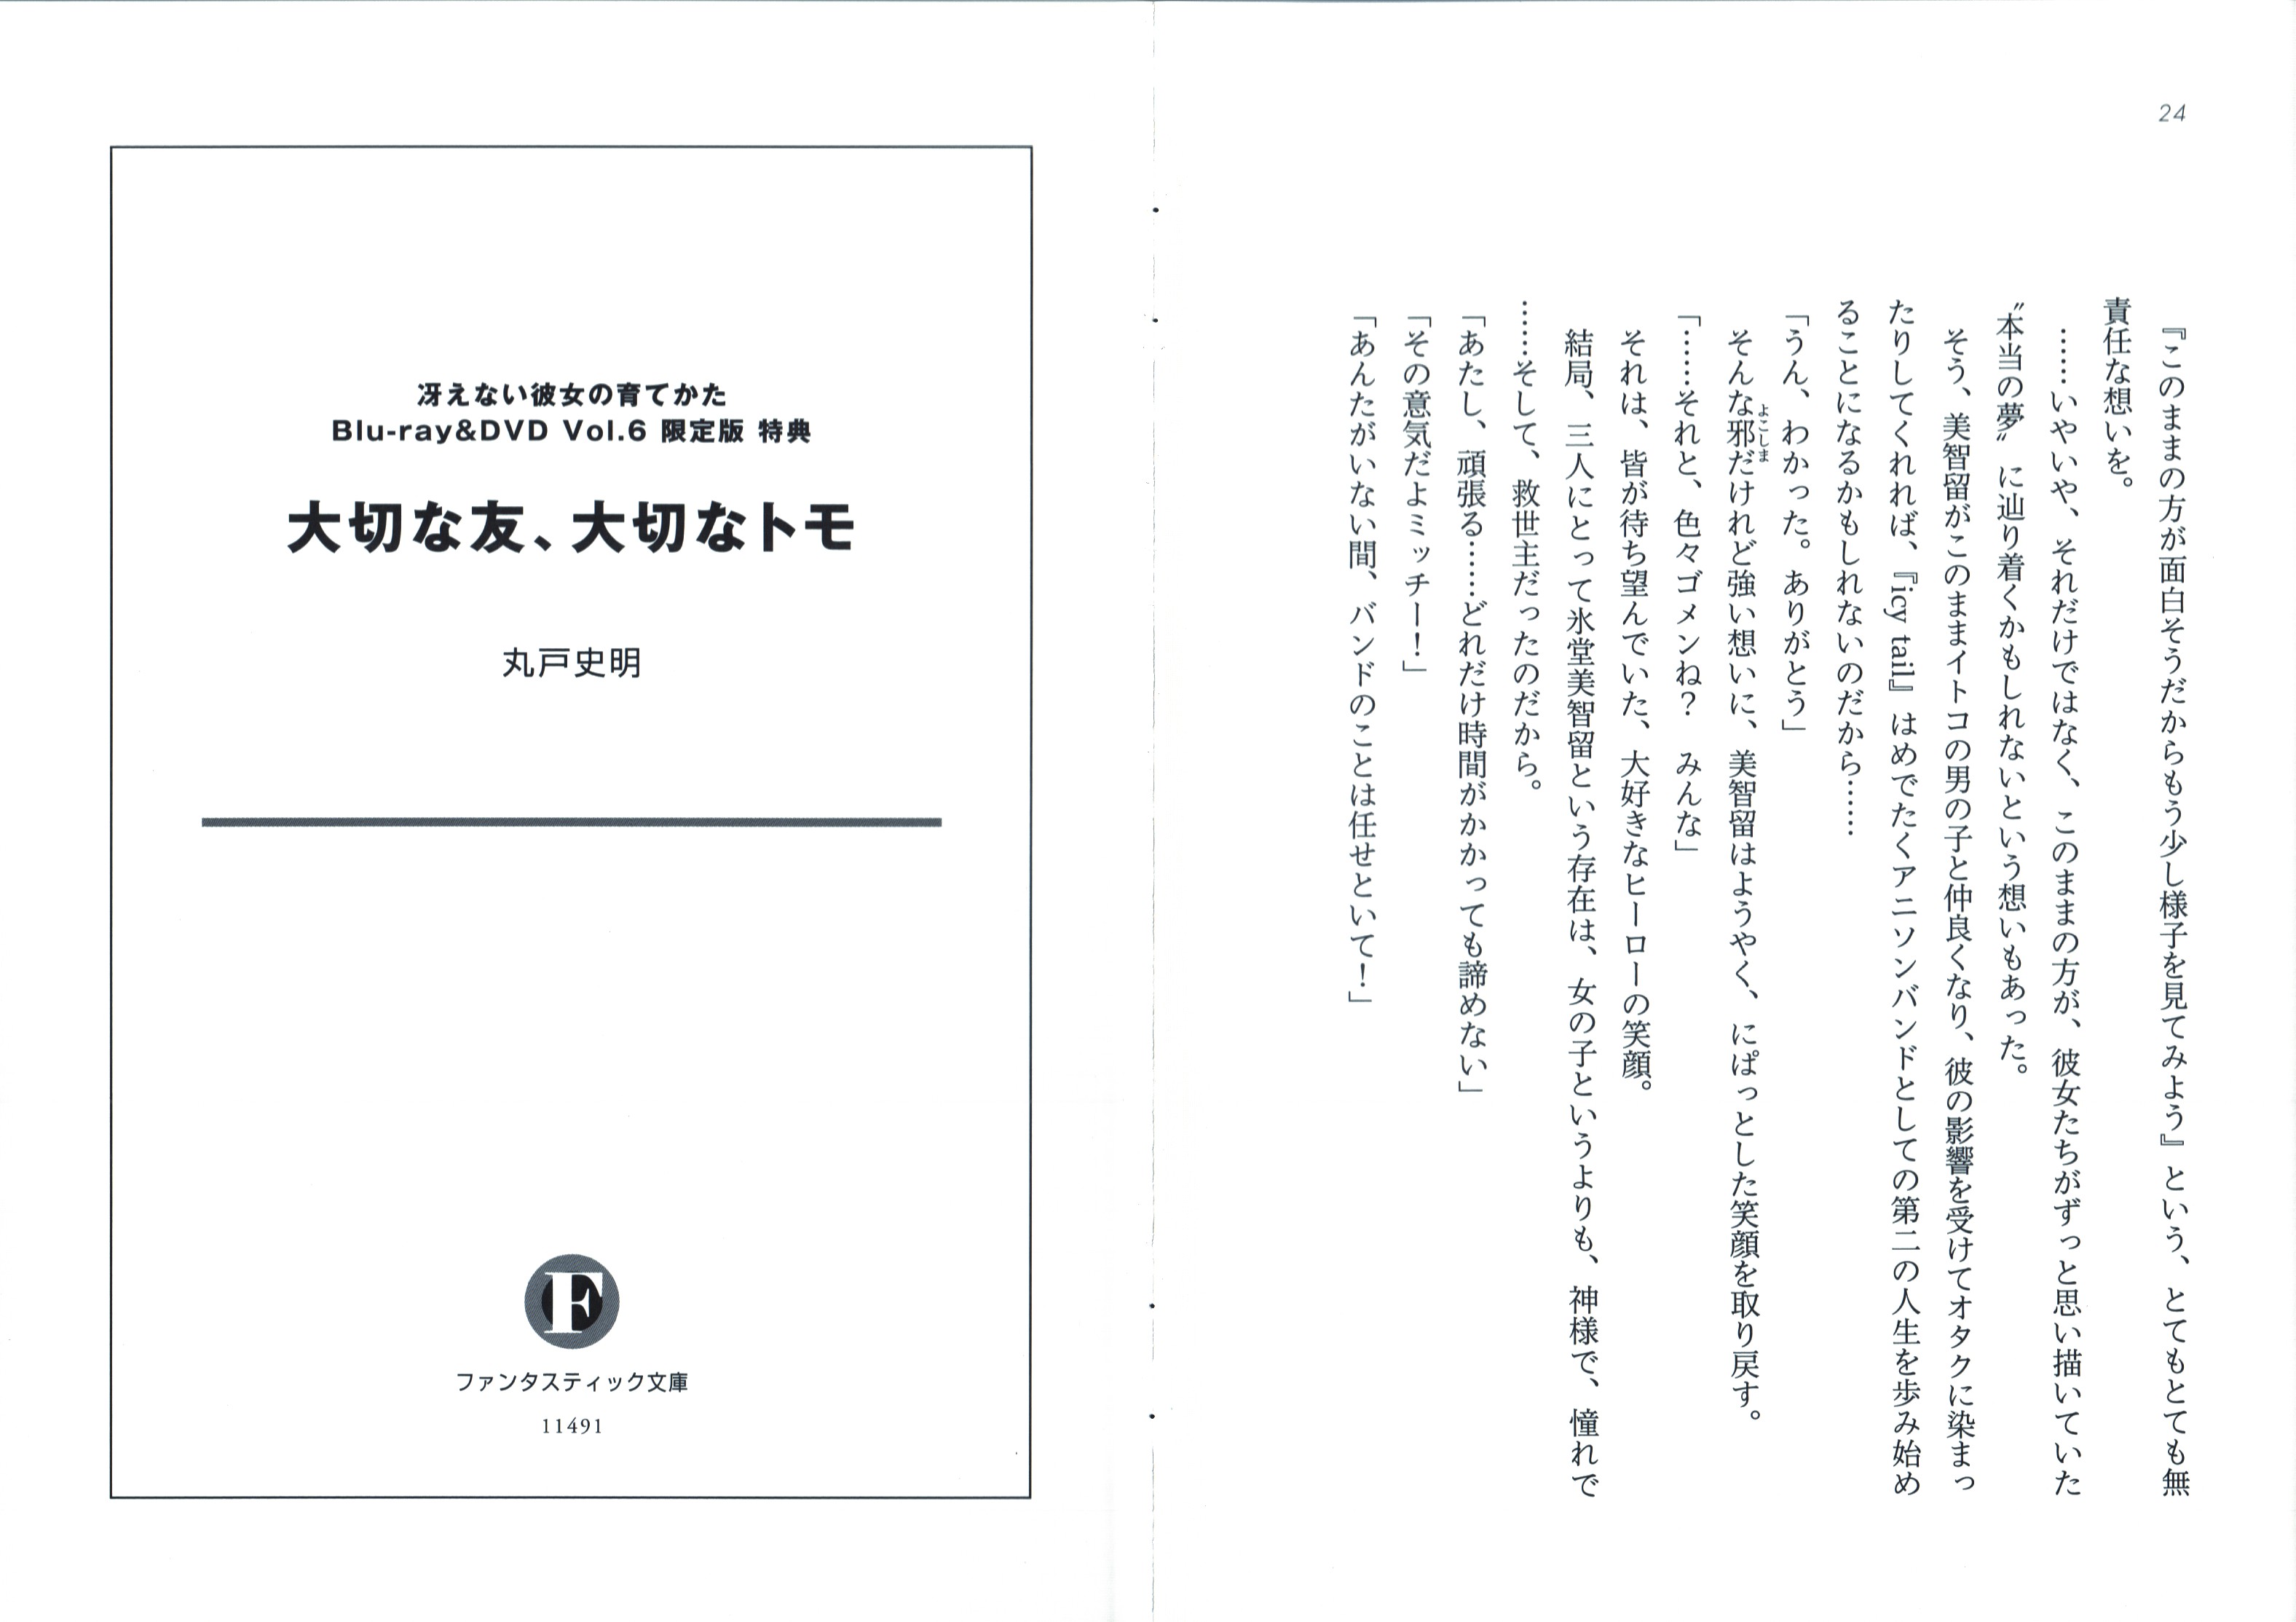 24
『このままの方が面白そうだからもう少し様子を見てみよう』という、とてもとても無
責任な想いを。
……いやいや、それだけではなく、このままの方が、彼女たちがずっと思い描いていた
〝本当の夢〟に辿り着くかもしれないという想いもあった。
そう、美智留がこのままイトコの男の子と仲良くなり、彼の影響を受けてオタクに染まっ
たりしてくれれば、『icy tail』はめでたくアニソンバンドとしての第二の人生を歩み始め
ることになるかもしれないのだから……
「うん、わかった。ありがとう」
そんな邪だけれど強い想いに、美智留はようやく、にぱっとした笑顔を取り戻す。
よこしま
「……それと、色々ゴメンね？　みんな」
それは、皆が待ち望んでいた、大好きなヒーローの笑顔。
結局、三人にとって氷堂美智留という存在は、女の子というよりも、神様で、憧れで
……そして、救世主だったのだから。
「あたし、頑張る……どれだけ時間がかかっても諦めない」
「その意気だよミッチー！」
「あんたがいない間、バンドのことは任せといて！」
冴えない彼女の育てかた
Blu-ray&DVD Vol.6 限定版 特典
大切な友、大切なトモ
丸戸史明
F
ファンタスティック文庫
11491